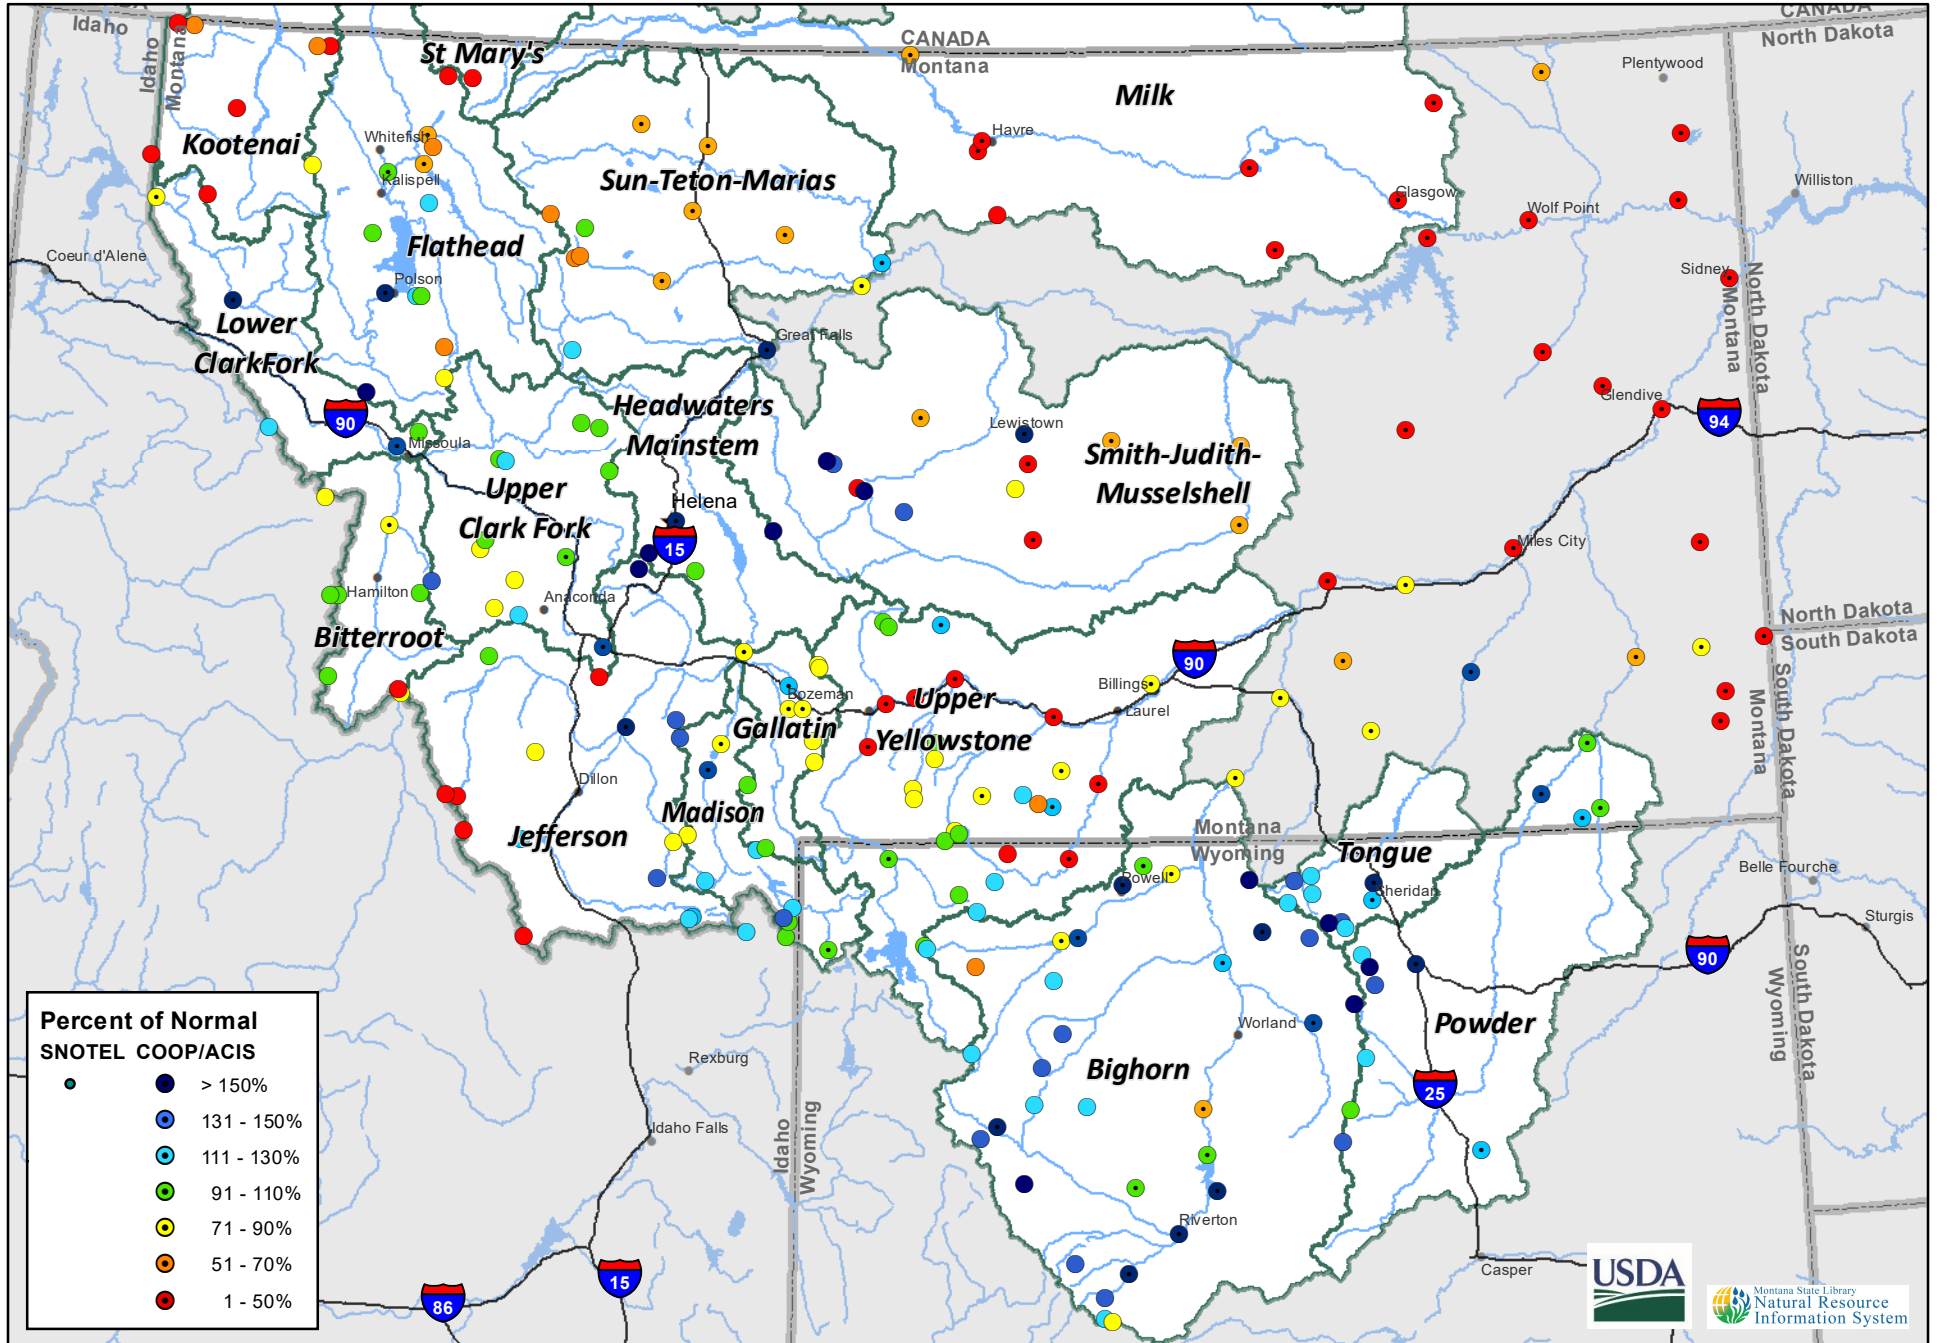 Idaho
CANADA
Montana
CANADA
North Dakota
Idaho
Montana
St Mary's
Milk
Plentywood
Kootenai
Whitefish
Kalispell
Havre
Sun-Teton-Marias
Glasgow
Wolf Point
Williston
Coeur d'Alene
Flathead
Polson
Sidney
Montana
North Dakota
Lower
ClarkFork
Great Falls
Glendive
94
90
Missoula
Headwaters
Mainstem
Lewistown
Smith-Judith-
Musselshell
Upper
Clark Fork
Helena
15
Miles City
Hamilton
Anaconda
Bitterroot
North Dakota
South Dakota
90
Bozeman
Gallatin
Upper
Yellowstone
Billings
Laurel
Montana
South Dakota
Dillon
Madison
Jefferson
Montana
Wyoming
Tongue
Powell
Sheridan
Belle Fourche
Sturgis
90
Wyoming
South Dakota
Worland
Powder
Bighorn
25
Rexburg
Idaho Falls
Idaho
Wyoming
Riverton
Casper
15
86
Percent of Normal
SNOTEL COOP/ACIS
> 150%
131 - 150%
111 - 130%
91 - 110%
71 - 90%
51 - 70%
1 - 50%
USDA
Montana State Library
Natural Resource
Information System